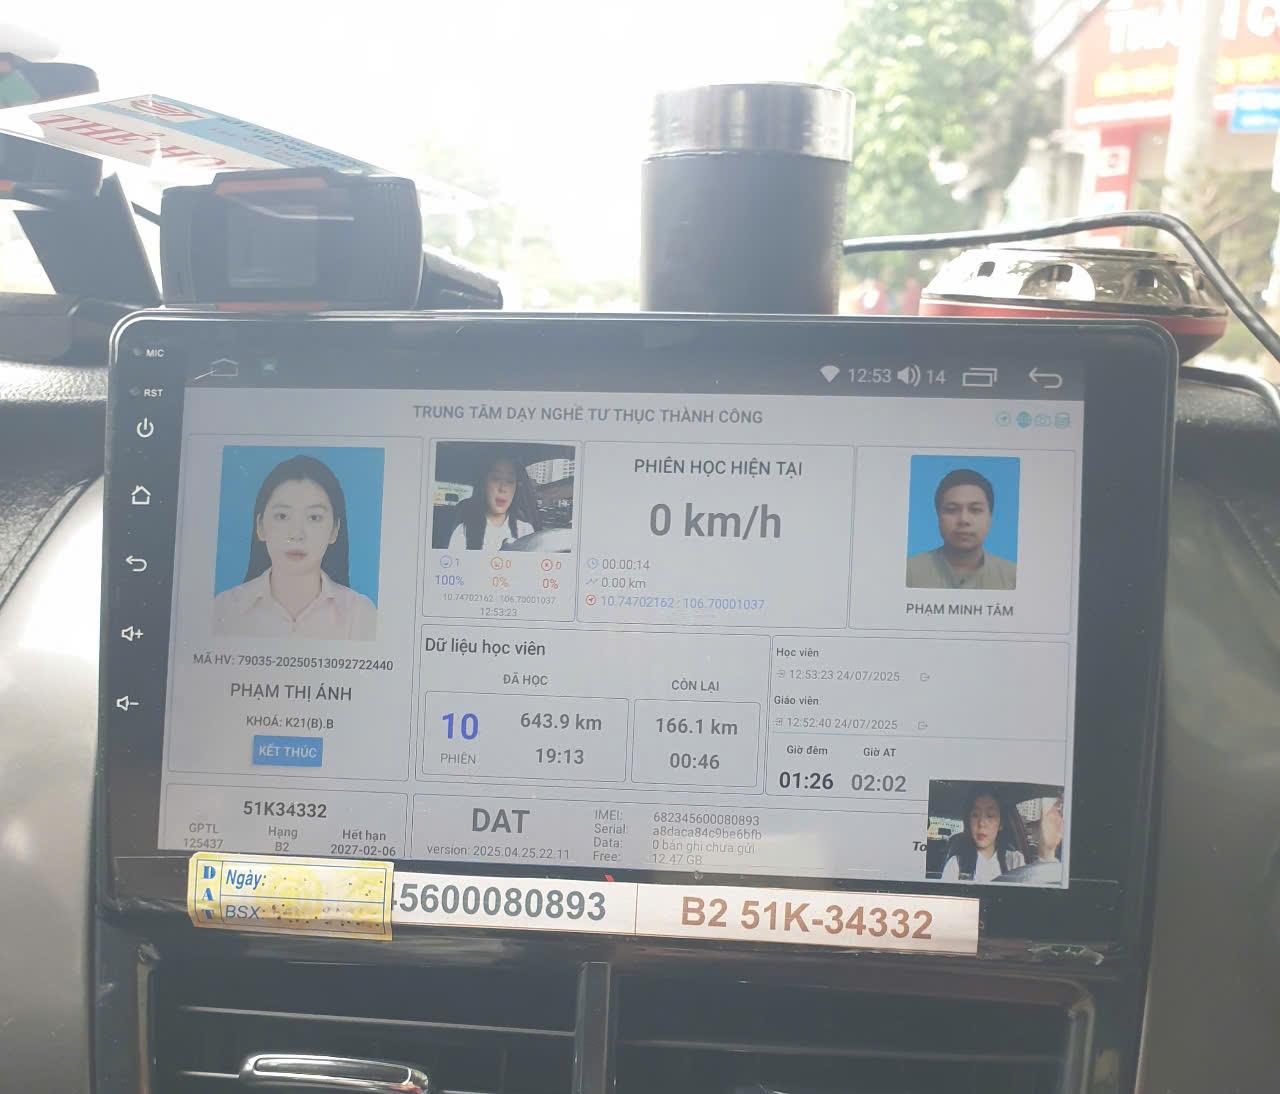 THẺ HỌC
MIC
RST
12:53
14
TRUNG TÂM DẠY NGHỀ TƯ THỤC THÀNH CÔNG
MÃ HV: 79035-20250513092722440
PHẠM THỊ ÁNH
KHOÁ: K21(B).B
KẾT THÚC
1 0 0
100% 0% 0%
10.74702162 : 106.70001037
12:53:23
PHIÊN HỌC HIỆN TẠI
0 km/h
00:00:14
0.00 km
10.74702162 : 106.70001037
PHẠM MINH TÂM
Dữ liệu học viên
ĐÃ HỌC
10
PHIÊN
643.9 km
19:13
CÒN LẠI
166.1 km
00:46
Học viên
12:53:23 24/07/2025
Giáo viên
12:52:40 24/07/2025
Giờ đêm Giờ AT
01:26 02:02
51K34332
GPTL Hạng Hết hạn
125437 B2 2027-02-06
DAT
version: 2025.04.25.22.11
IMEI: 682345600080893
Serial: a8daca84c9be6bfb
Data: 0 bản ghi chưa gửi
Free: 12.47 GB
To
DAT
Ngày:
BSX:
45600080893
B2 51K-34332